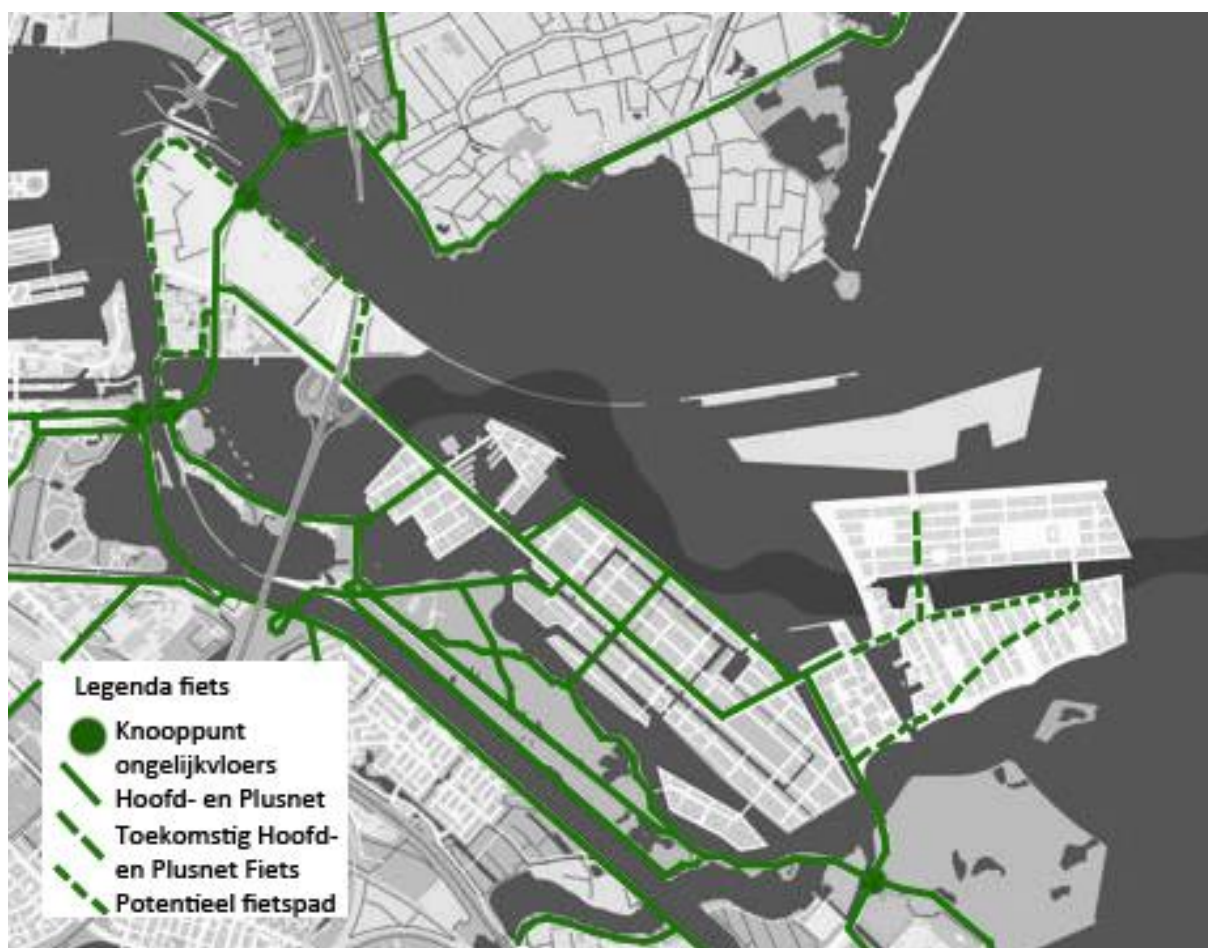 Legenda fiets
Knooppunt
ongelijkvloers
Hoofd- en Plusnet
Toekomstig Hoofd-
en Plusnet Fiets
Potentieel fietspad